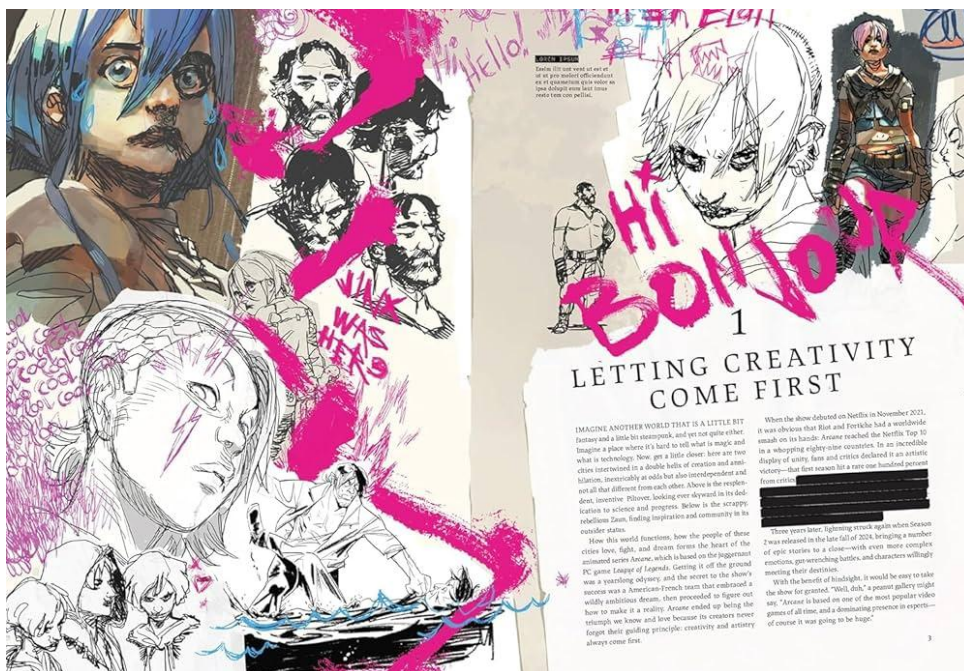 Hi
Hello!
LOREM IPSUM
JINX
WAS
HERE
cool cool
HI
BONJOUR
1
LETTING CREATIVITY
COME FIRST
IMAGINE ANOTHER WORLD THAT IS A LITTLE BIT
fantasy and a little bit steampunk, and yet not quite either.
Imagine a place where it's hard to tell what is magic and
what is technology. Now, get a little closer: here are two
cities intertwined in a double helix of creation and anni-
hilation, inextricably at odds but also interdependent and
not all that different from each other. Above is the resplen-
dent, inventive Piltover, looking ever skyward in its ded-
ication to science and progress. Below is the scrappy,
rebellious Zaun, finding inspiration and community in its
outsider status.
How this world functions, how the people of these
cities love, fight, and dream forms the heart of the
animated series Arcane, which is based on the juggernaut
PC game League of Legends. Getting it off the ground
was a yearslong odyssey, and the secret to the show's
success was a American-French team that embraced a
wildly ambitious dream, then proceeded to figure out
how to make it a reality. Arcane ended up being the
triumph we know and love because its creators never
forgot their guiding principle: creativity and artistry
always come first.
When the show debuted on Netflix in November 2021,
it was obvious that Riot and Fortiche had a worldwide
smash on its hands: Arcane reached the Netflix Top 10
in a whopping eighty-nine countries. In an incredible
display of unity, fans and critics declared it an artistic
victory—that first season hit a rare one hundred percent
from critics
Three years later, lightning struck again when Season
2 was released in the late fall of 2024, bringing a number
of epic stories to a close—with even more complex
emotions, gut-wrenching battles, and characters willingly
meeting their destinies.
With the benefit of hindsight, it would be easy to take
the show for granted. "Well, duh," a peanut gallery might
say. "Arcane is based on one of the most popular video
games of all time, and a dominating presence in esports—
of course it was going to be huge."
3